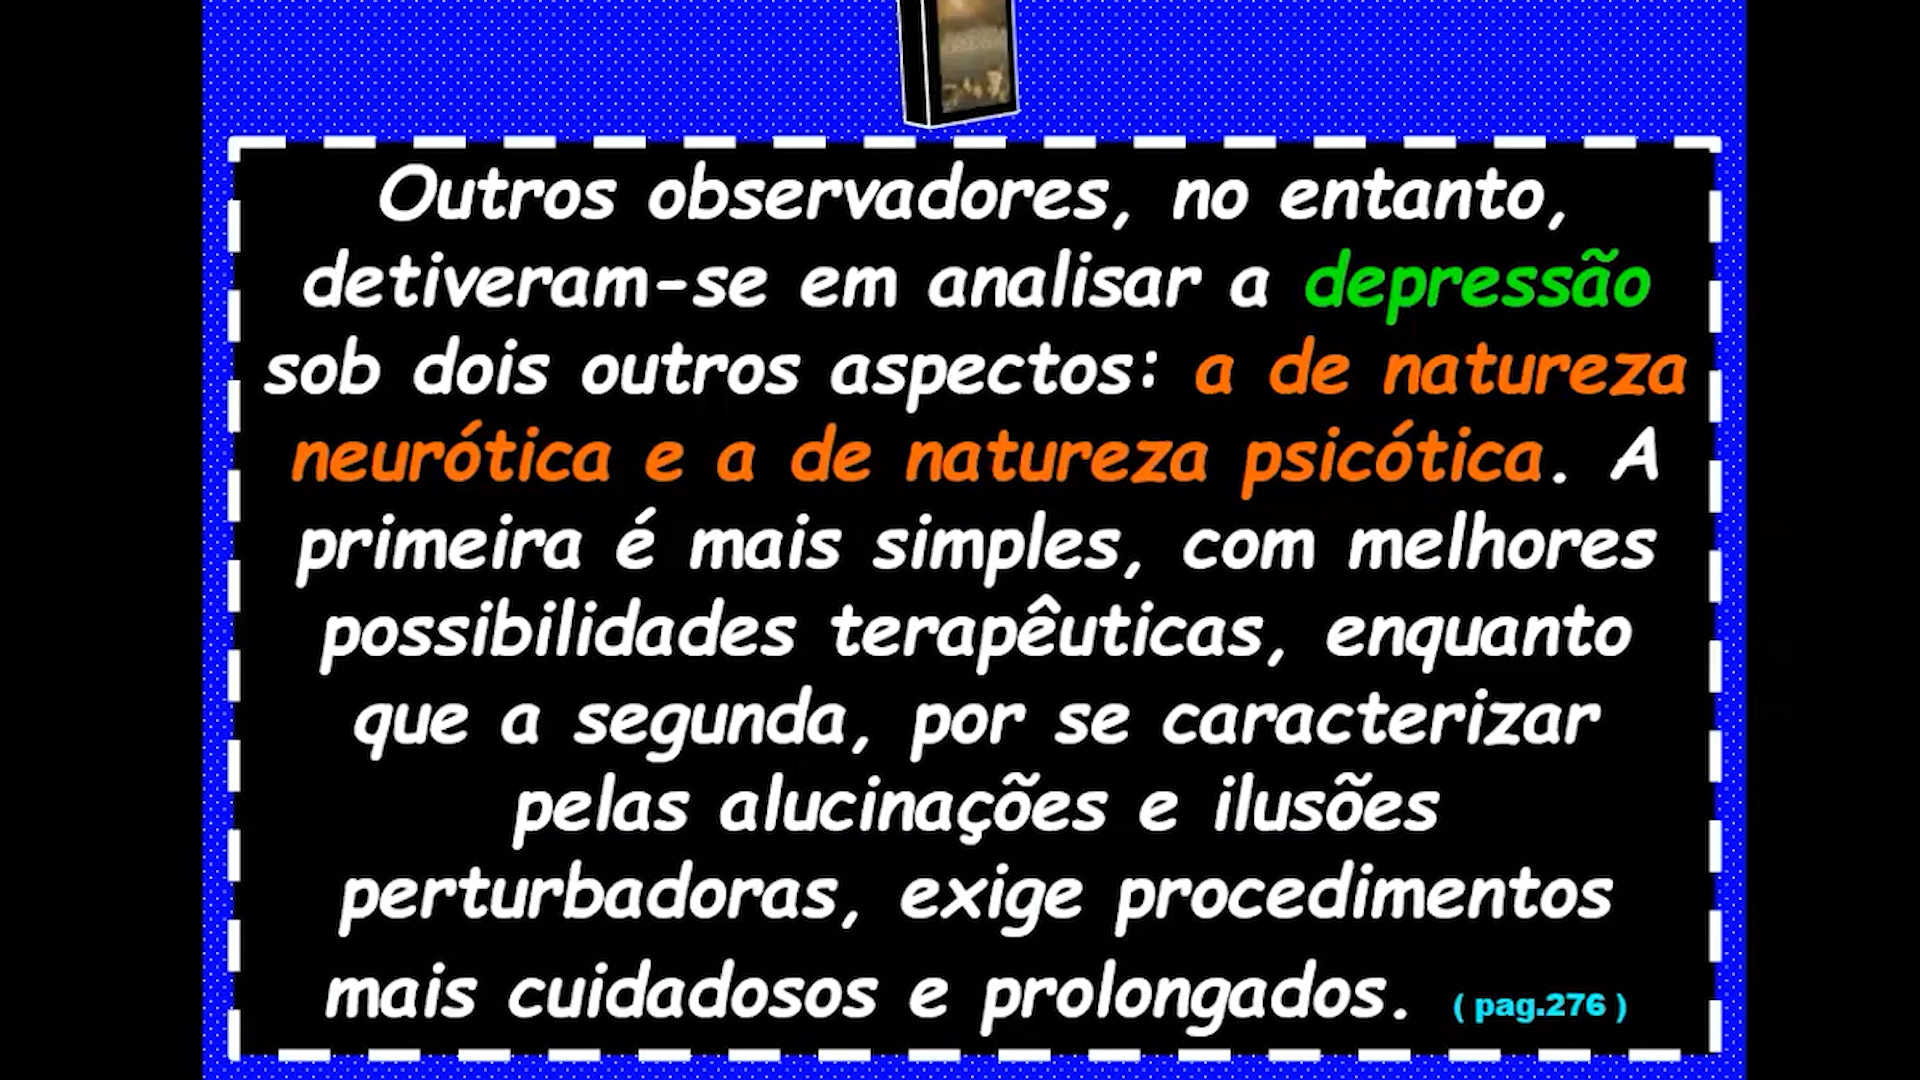 Outros observadores, no entanto,
detiveram-se em analisar a depressão
sob dois outros aspectos: a de natureza
neurótica e a de natureza psicótica. A
primeira é mais simples, com melhores
possibilidades terapêuticas, enquanto
que a segunda, por se caracterizar
pelas alucinações e ilusões
perturbadoras, exige procedimentos
mais cuidadosos e prolongados. ( pag.276 )